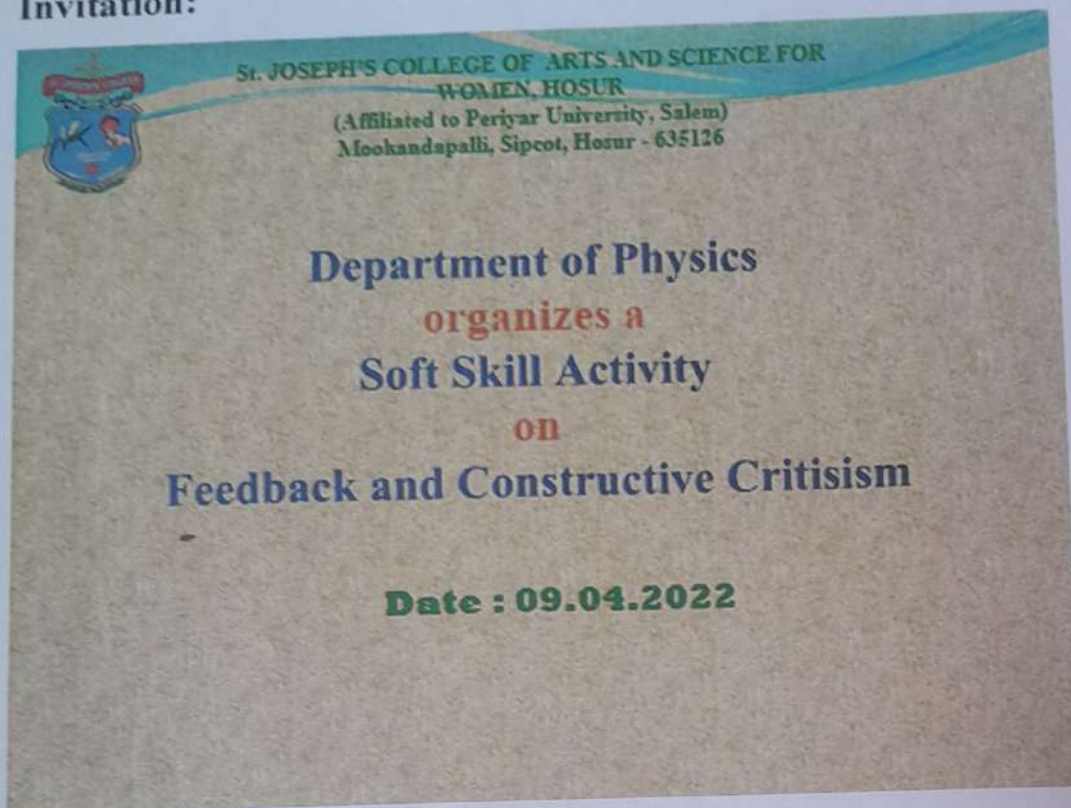 Invitation:
St. JOSEPH'S COLLEGE OF ARTS AND SCIENCE FOR
WOMEN, HOSUR
(Affiliated to Periyar University, Salem)
Mookandapalli, Sipcot, Hosur - 635126
Department of Physics
organizes a
Soft Skill Activity
on
Feedback and Constructive Critisism
Date : 09.04.2022